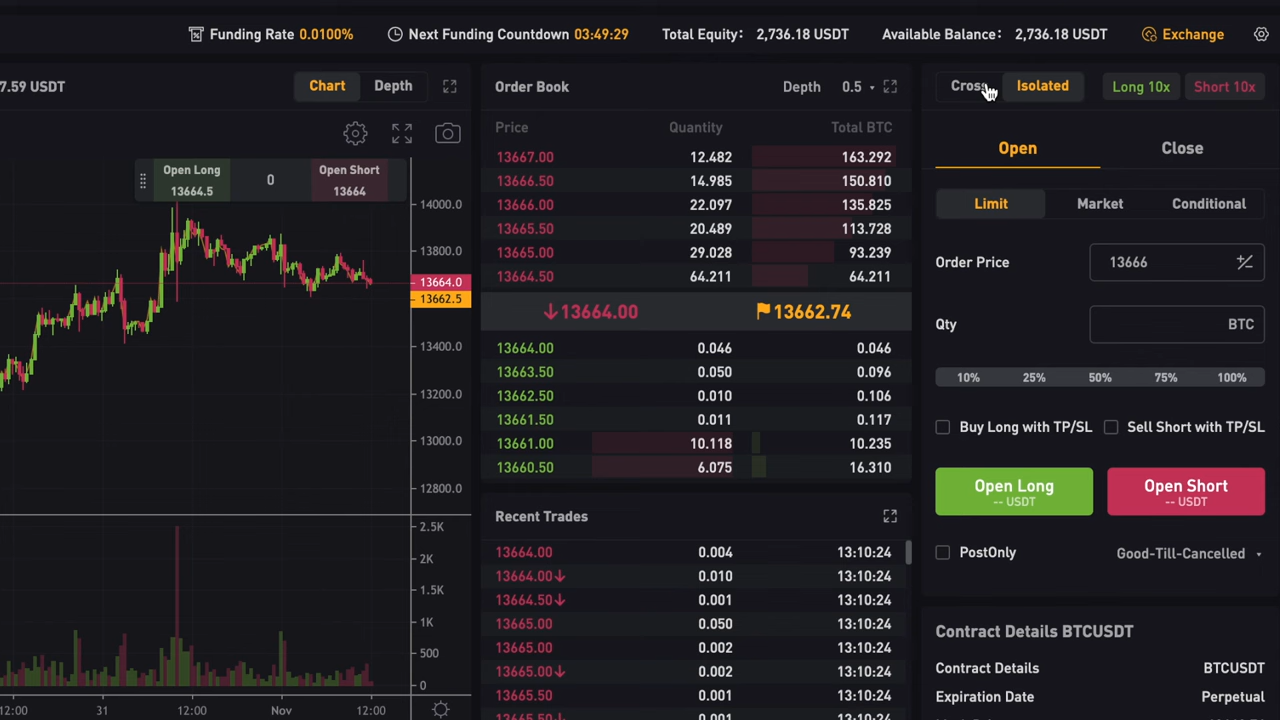 Funding Rate 0.0100% Next Funding Countdown 03:49:29 Total Equity: 2,736.18 USDT Available Balance: 2,736.18 USDT Exchange
7.59 USDT Chart Depth
Open Long 13664.5 0 Open Short 13664
14000.0
13800.0
13664.0
13662.5
13400.0
13200.0
13000.0
12800.0
2.5K
2K
1.5K
1K
500
0
12:00 31 12:00 Nov 12:00
Order Book Depth 0.5
Price Quantity Total BTC
13667.00 12.482 163.292
13666.50 14.985 150.810
13666.00 22.097 135.825
13665.50 20.489 113.728
13665.00 29.028 93.239
13664.50 64.211 64.211
13664.00 13662.74
13664.00 0.046 0.046
13663.50 0.050 0.096
13662.50 0.010 0.106
13661.50 0.011 0.117
13661.00 10.118 10.235
13660.50 6.075 16.310
Recent Trades
13664.00 0.004 13:10:24
13664.00 0.010 13:10:24
13664.50 0.001 13:10:24
13665.00 0.050 13:10:24
13665.00 0.002 13:10:24
13665.00 0.002 13:10:24
13665.50 0.001 13:10:24
13665.50 0.001 13:10:24
Cross Isolated Long 10x Short 10x
Open Close
Limit Market Conditional
Order Price 13666
Qty BTC
10% 25% 50% 75% 100%
Buy Long with TP/SL Sell Short with TP/SL
Open Long Open Short
-- USDT -- USDT
PostOnly Good-Till-Cancelled
Contract Details BTCUSDT
Contract Details BTCUSDT
Expiration Date Perpetual